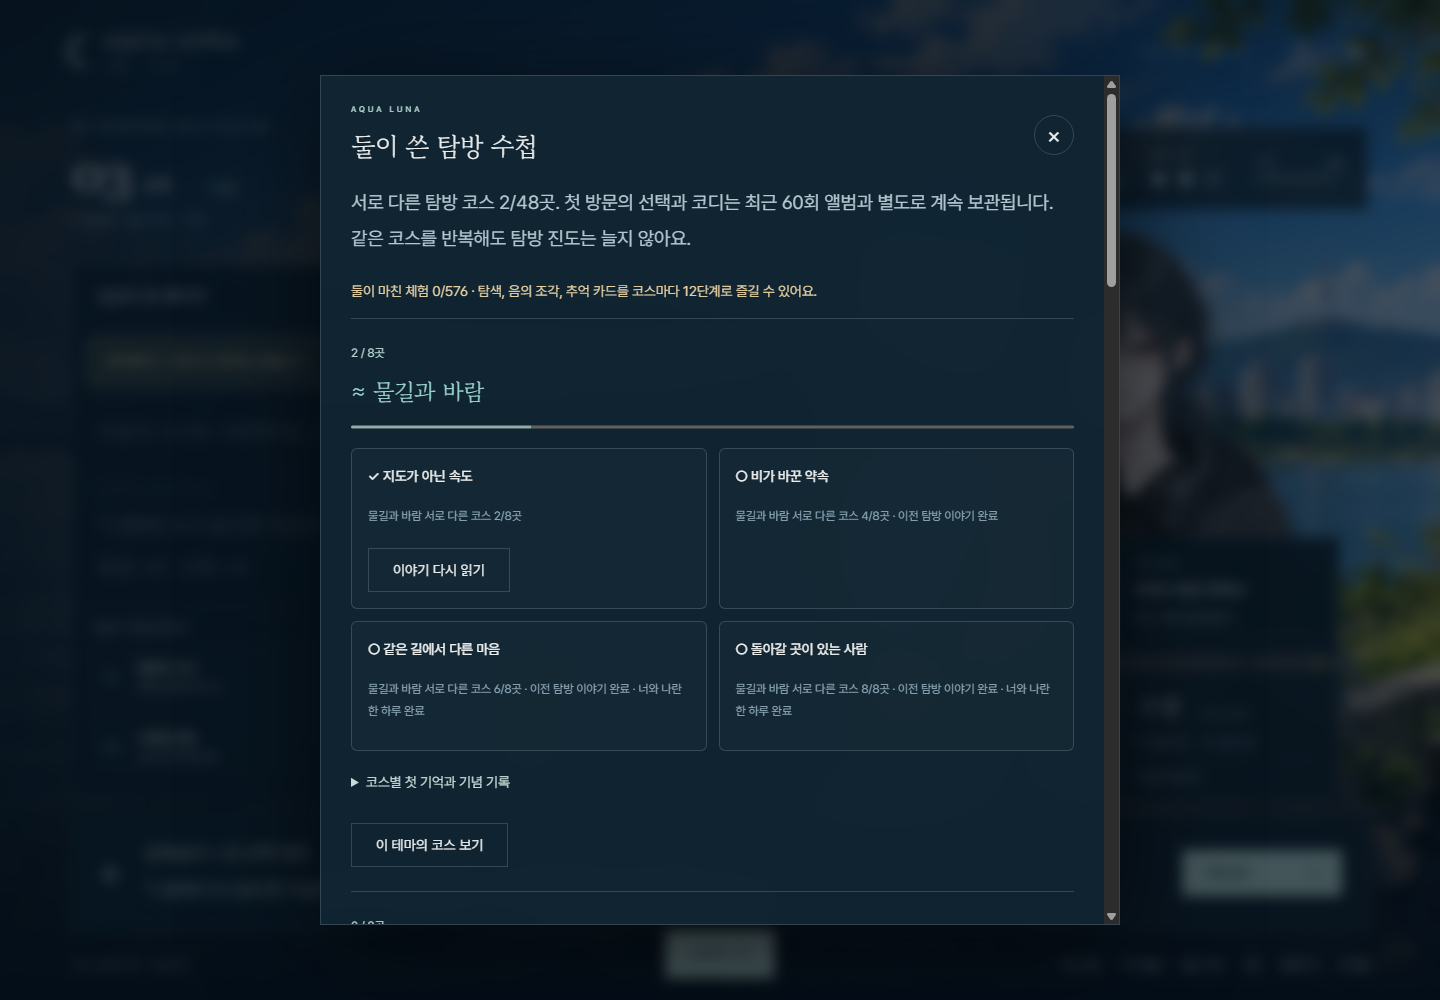 AQUA LUNA
둘이 쓴 탐방 수첩
×
서로 다른 탐방 코스 2/48곳. 첫 방문의 선택과 코디는 최근 60회 앨범과 별도로 계속 보관됩니다.
같은 코스를 반복해도 탐방 진도는 늘지 않아요.
둘이 마친 체험 0/576 · 탐색, 음의 조각, 추억 카드를 코스마다 12단계로 즐길 수 있어요.
2 / 8곳
≈ 물길과 바람
✓ 지도가 아닌 속도
물길과 바람 서로 다른 코스 2/8곳
이야기 다시 읽기
○ 비가 바꾼 약속
물길과 바람 서로 다른 코스 4/8곳 · 이전 탐방 이야기 완료
○ 같은 길에서 다른 마음
물길과 바람 서로 다른 코스 6/8곳 · 이전 탐방 이야기 완료 · 너와 나란
한 하루 완료
○ 돌아갈 곳이 있는 사람
물길과 바람 서로 다른 코스 8/8곳 · 이전 탐방 이야기 완료 · 너와 나란
한 하루 완료
▶ 코스별 첫 기억과 기념 기록
이 테마의 코스 보기